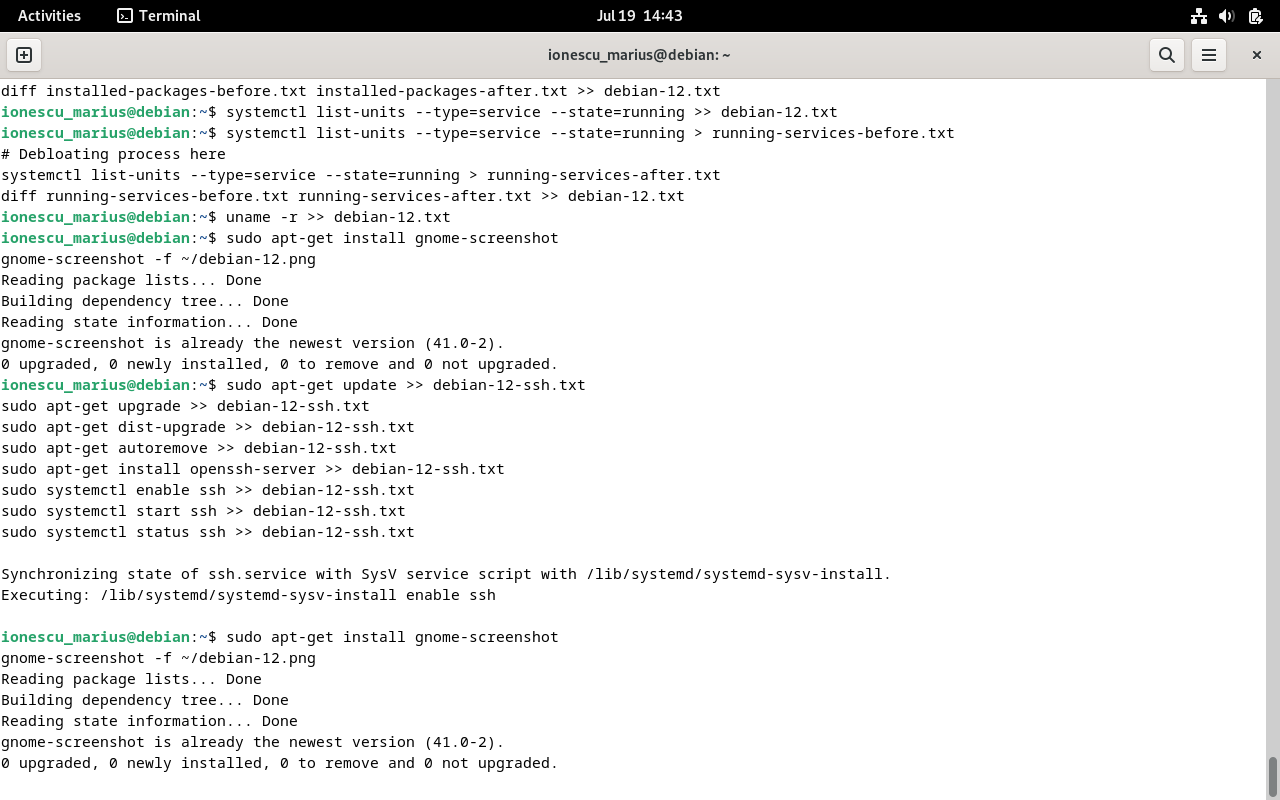 Activities Terminal Jul 19 14:43
ionescu_marius@debian: ~
diff installed-packages-before.txt installed-packages-after.txt >> debian-12.txt
ionescu_marius@debian:~$ systemctl list-units --type=service --state=running >> debian-12.txt
ionescu_marius@debian:~$ systemctl list-units --type=service --state=running > running-services-before.txt
# Debloating process here
systemctl list-units --type=service --state=running > running-services-after.txt
diff running-services-before.txt running-services-after.txt >> debian-12.txt
ionescu_marius@debian:~$ uname -r >> debian-12.txt
ionescu_marius@debian:~$ sudo apt-get install gnome-screenshot
gnome-screenshot -f ~/debian-12.png
Reading package lists... Done
Building dependency tree... Done
Reading state information... Done
gnome-screenshot is already the newest version (41.0-2).
0 upgraded, 0 newly installed, 0 to remove and 0 not upgraded.
ionescu_marius@debian:~$ sudo apt-get update >> debian-12-ssh.txt
sudo apt-get upgrade >> debian-12-ssh.txt
sudo apt-get dist-upgrade >> debian-12-ssh.txt
sudo apt-get autoremove >> debian-12-ssh.txt
sudo apt-get install openssh-server >> debian-12-ssh.txt
sudo systemctl enable ssh >> debian-12-ssh.txt
sudo systemctl start ssh >> debian-12-ssh.txt
sudo systemctl status ssh >> debian-12-ssh.txt
Synchronizing state of ssh.service with SysV service script with /lib/systemd/systemd-sysv-install.
Executing: /lib/systemd/systemd-sysv-install enable ssh
ionescu_marius@debian:~$ sudo apt-get install gnome-screenshot
gnome-screenshot -f ~/debian-12.png
Reading package lists... Done
Building dependency tree... Done
Reading state information... Done
gnome-screenshot is already the newest version (41.0-2).
0 upgraded, 0 newly installed, 0 to remove and 0 not upgraded.